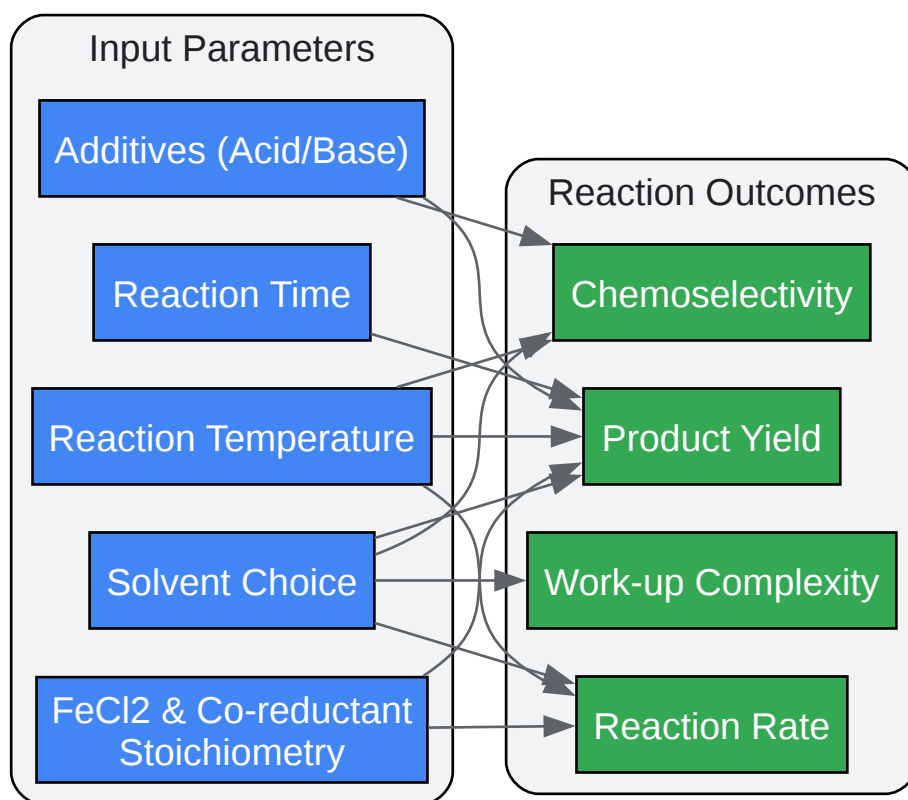 Input Parameters
Additives (Acid/Base)
Reaction Time
Reaction Temperature
Solvent Choice
FeCl2 & Co-reductant
Stoichiometry
Reaction Outcomes
Chemoselectivity
Product Yield
Work-up Complexity
Reaction Rate